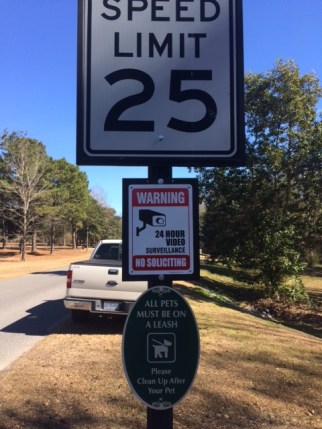 SPEED
LIMIT
25
WARNING
24 HOUR
VIDEO
SURVEILLANCE
NO SOLICITING
ALL PETS
MUST BE ON
A LEASH
Please
Clean Up After
Your Pet